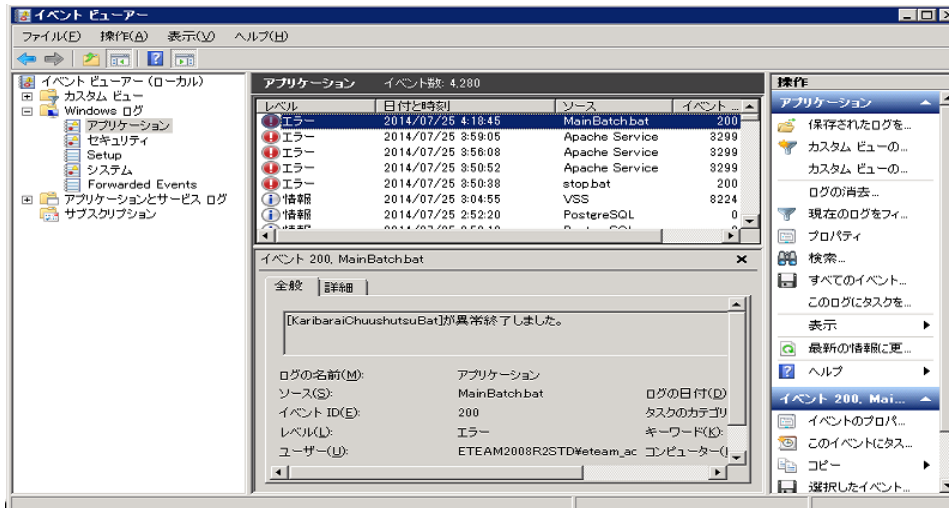 イベント ビューアー
ファイル(F) 操作(A) 表示(V) ヘルプ(H)
イベント ビューアー (ローカル)
カスタム ビュー
Windows ログ
アプリケーション
セキュリティ
Setup
システム
Forwarded Events
アプリケーションとサービス ログ
サブスクリプション
アプリケーション イベント数: 4,280
レベル 日付と時刻 ソース イベント ...
エラー 2014/07/25 4:18:45 MainBatch.bat 200
エラー 2014/07/25 3:59:05 Apache Service 3299
エラー 2014/07/25 3:56:08 Apache Service 3299
エラー 2014/07/25 3:50:52 Apache Service 3299
エラー 2014/07/25 3:50:38 stop.bat 200
情報 2014/07/25 3:04:55 VSS 8224
情報 2014/07/25 2:52:20 PostgreSQL 0
イベント 200, MainBatch.bat
全般 詳細
[KaribaraiChuushutsuBat]が異常終了しました。
ログの名前(M): アプリケーション
ソース(S): MainBatch.bat ログの日付(D)
イベント ID(E): 200 タスクのカテゴリ
レベル(L): エラー キーワード(K):
ユーザー(U): ETEAM2008R2STD¥eteam_ac コンピューター(
操作
アプリケーション
保存されたログを...
カスタム ビューの...
カスタム ビューの...
ログの消去...
現在のログをフィ...
プロパティ
検索...
すべてのイベント...
このログにタスクを...
表示
最新の情報に更...
ヘルプ
イベント 200, Mai...
イベントのプロパ...
このイベントにタス...
コピー
選択したイベント...